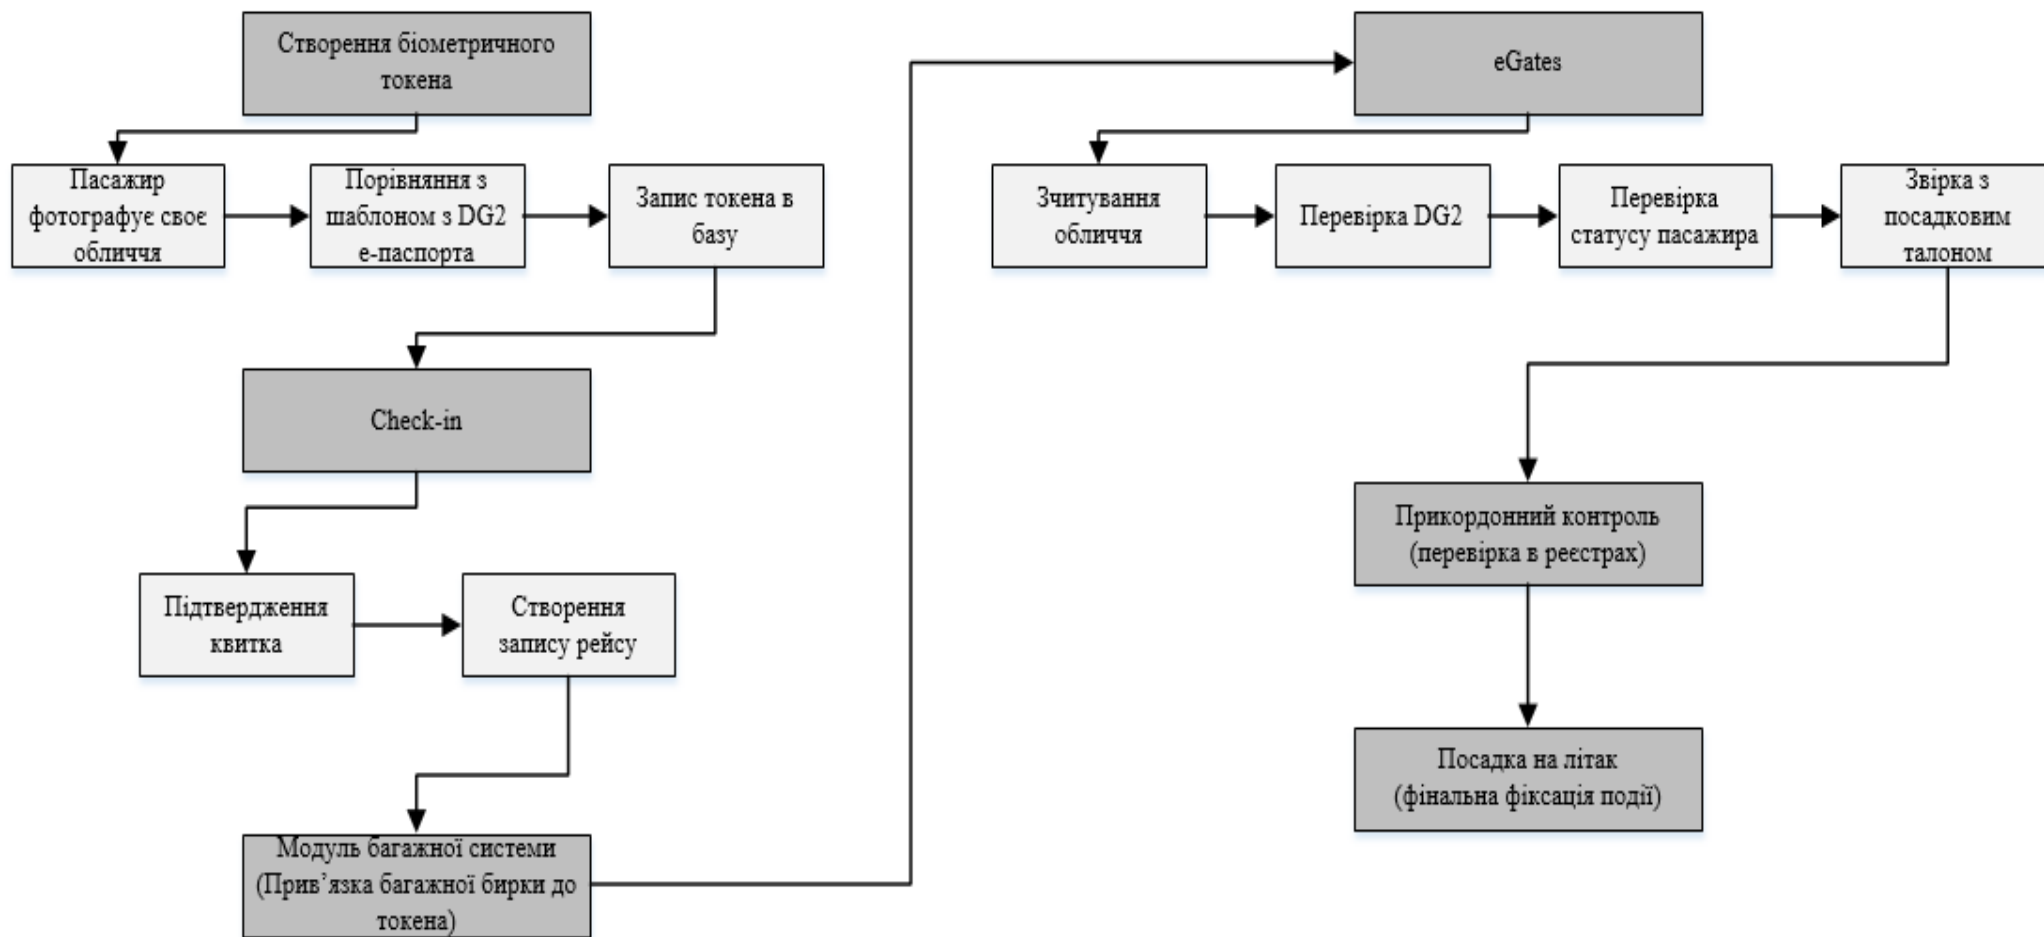 Створення біометричного
токена
Пасажир
фотографує своє
обличчя
Порівняння з
шаблоном з DG2
е-паспорта
Запис токена в
базу
Check-in
Підтвердження
квитка
Створення
запису рейсу
Модуль багажної системи
(Прив’язка багажної бирки до
токена)
eGates
Зчитування
обличчя
Перевірка DG2
Перевірка
статусу пасажира
Звірка з
посадковим
талоном
Прикордонний контроль
(перевірка в реєстрах)
Посадка на літак
(фінальна фіксація події)